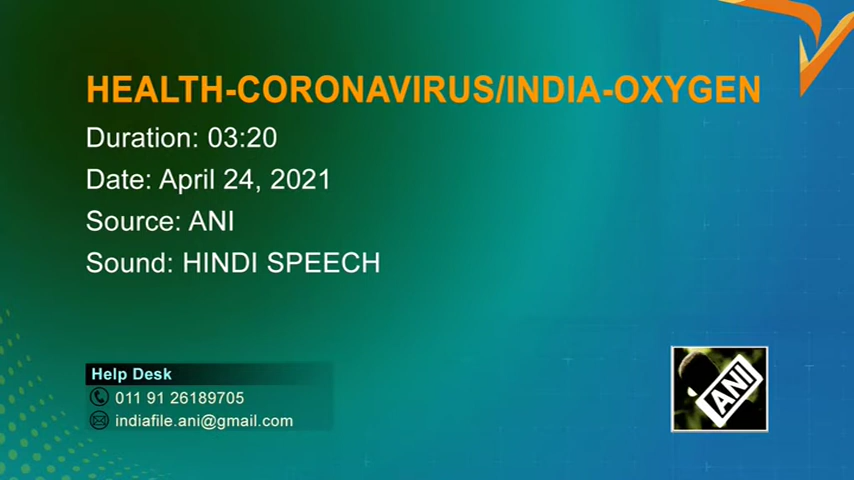 HEALTH-CORONAVIRUS/INDIA-OXYGEN
Duration: 03:20
Date: April 24, 2021
Source: ANI
Sound: HINDI SPEECH
Help Desk
011 91 26189705
indiafile.ani@gmail.com
ANI